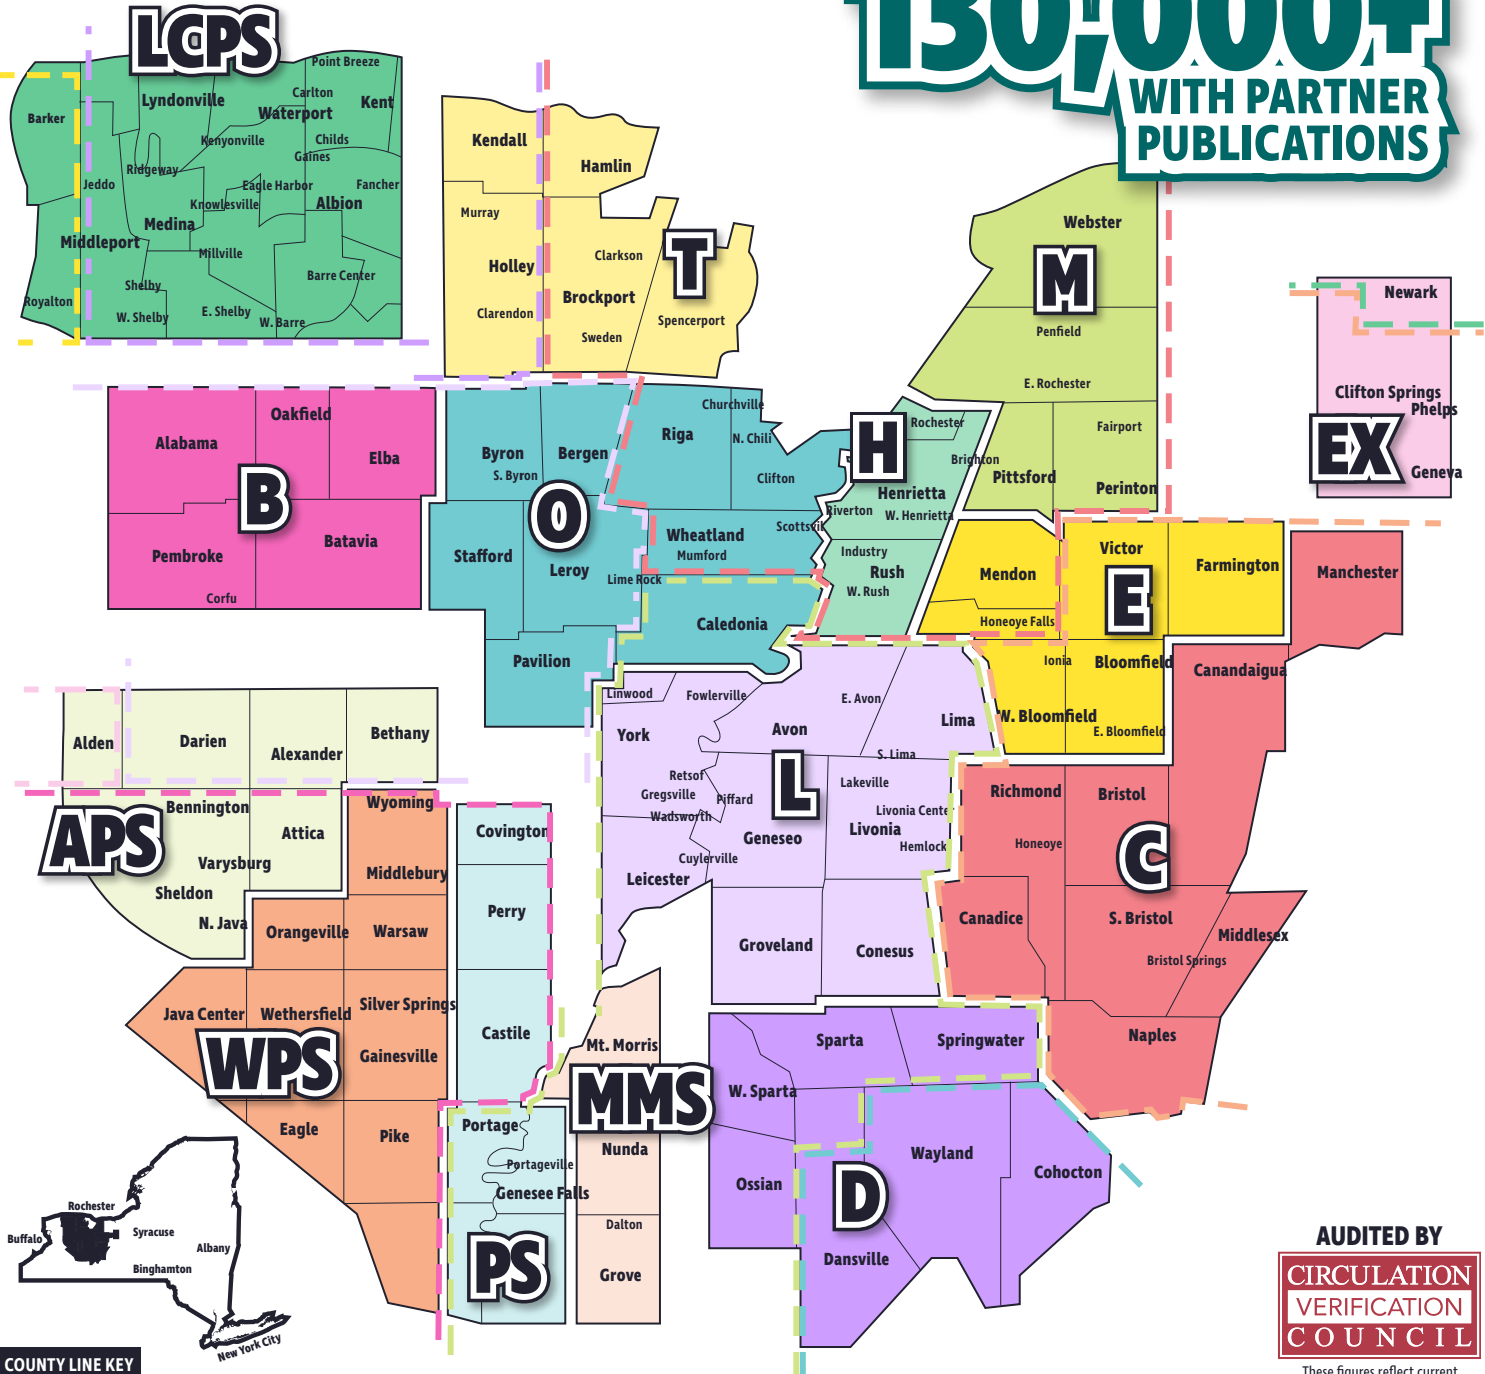 130,000+
WITH PARTNER
PUBLICATIONS
LCPS
Point Breeze
Lyndonville
Carlton
Kent
Waterport
Barker
Kenyonville
Childs
Gaines
Ridgeway
Jeddo
Eagle Harbor
Fancher
Knowlesville
Albion
Medina
Middleport
Millville
Barre Center
Shelby
Royalton
W. Shelby
E. Shelby
W. Barre
T
Kendall
Hamlin
Murray
Clarkson
Holley
Brockport
Clarendon
Spencerport
Sweden
M
Webster
Penfield
E. Rochester
Fairport
Pittsford
Perinton
EX
Newark
Clifton Springs
Phelps
Geneva
B
Oakfield
Alabama
Elba
Batavia
Pembroke
Corfu
O
Byron
Bergen
S. Byron
Riga
Churchville
N. Chili
Clifton
Scottsvil
Wheatland
Mumford
Stafford
Leroy
Lime Rock
Caledonia
Pavilion
H
Rochester
Brighton
Henrietta
Riverton
W. Henrietta
Industry
Rush
W. Rush
E
Mendon
Victor
Farmington
Honeoye Falls
Ionia
Bloomfield
W. Bloomfield
E. Bloomfield
C
Manchester
Canandaigua
Richmond
Bristol
Honeoye
Canadice
S. Bristol
Middlesex
Bristol Springs
Naples
APS
Alden
Darien
Alexander
Bethany
Bennington
Attica
Varysburg
Sheldon
N. Java
WPS
Wyoming
Middlebury
Orangeville
Warsaw
Java Center
Wethersfield
Silver Springs
Gainesville
Eagle
Pike
PS
Covington
Perry
Castile
Portage
Portageville
Genesee Falls
L
Linwood
Fowlerville
York
Avon
E. Avon
Lima
S. Lima
Retsof
Lakeville
Gregsville
Piffard
Wadsworth
Livonia Center
Geneseo
Livonia
Hemlock
Cuylerville
Leicester
Groveland
Conesus
MMS
Mt. Morris
Nunda
Dalton
Grove
D
Sparta
Springwater
W. Sparta
Wayland
Ossian
Cohocton
Dansville
Rochester
Buffalo
Syracuse
Albany
Binghamton
New York City
COUNTY LINE KEY
AUDITED BY
CIRCULATION
VERIFICATION
COUNCIL
These figures reflect current